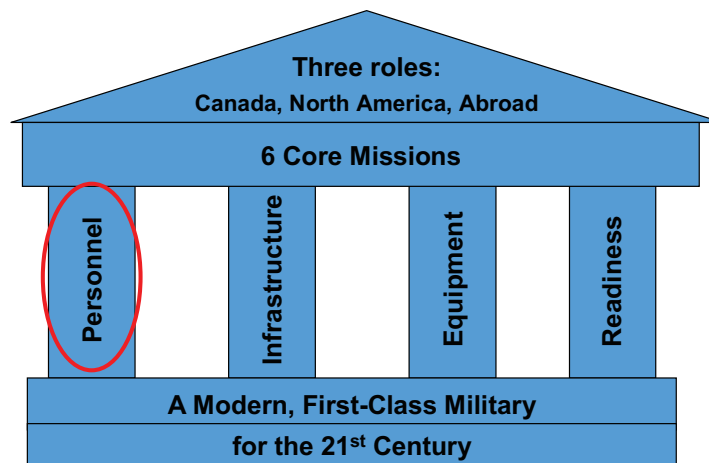 Three roles:
Canada, North America, Abroad
6 Core Missions
Personnel
Infrastructure
Equipment
Readiness
A Modern, First-Class Military
for the 21st Century